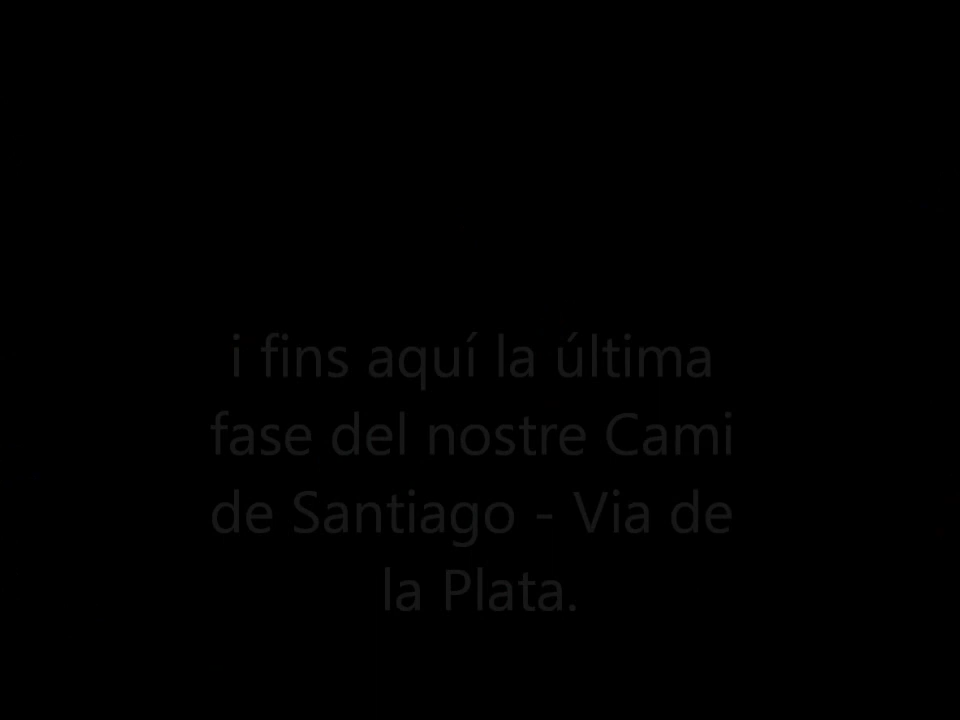 i fins aquí la última
fase del nostre Cami
de Santiago - Via de
la Plata.